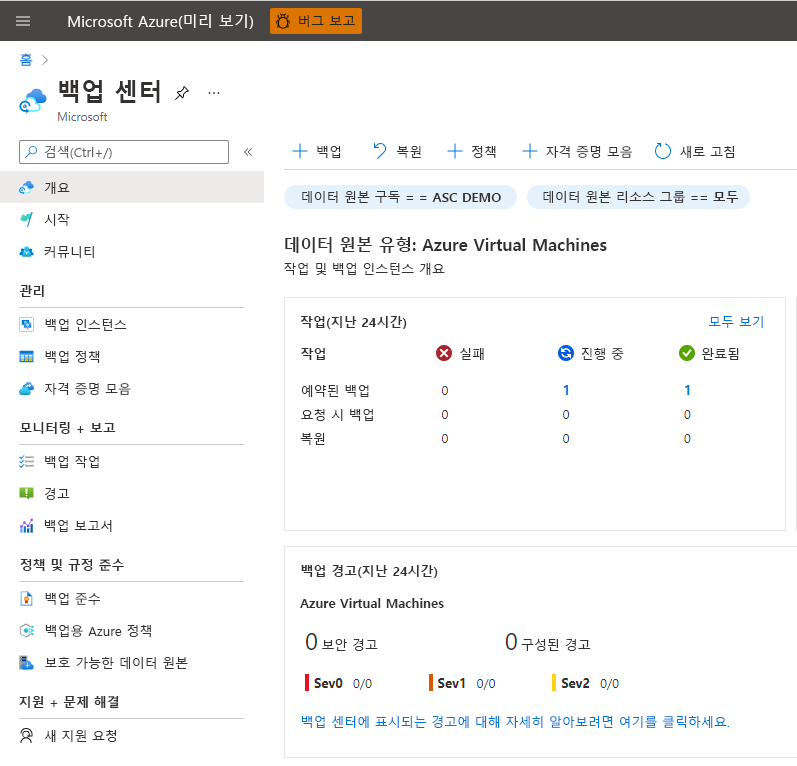 Microsoft Azure(미리 보기) 버그 보고
홈
백업 센터 ...
Microsoft
검색(Ctrl+/)
개요
시작
커뮤니티
관리
백업 인스턴스
백업 정책
자격 증명 모음
모니터링 + 보고
백업 작업
경고
백업 보고서
정책 및 규정 준수
백업 준수
백업용 Azure 정책
보호 가능한 데이터 원본
지원 + 문제 해결
새 지원 요청
백업 복원 정책 자격 증명 모음 새로 고침
데이터 원본 구독 = = ASC DEMO 데이터 원본 리소스 그룹 == 모두
데이터 원본 유형: Azure Virtual Machines
작업 및 백업 인스턴스 개요
작업(지난 24시간) 모두 보기
작업 실패 진행 중 완료됨
예약된 백업 0 1 1
요청 시 백업 0 0 0
복원 0 0 0
백업 경고(지난 24시간)
Azure Virtual Machines
0 보안 경고 0 구성된 경고
Sev0 0/0 Sev1 0/0 Sev2 0/0
백업 센터에 표시되는 경고에 대해 자세히 알아보려면 여기를 클릭하세요.